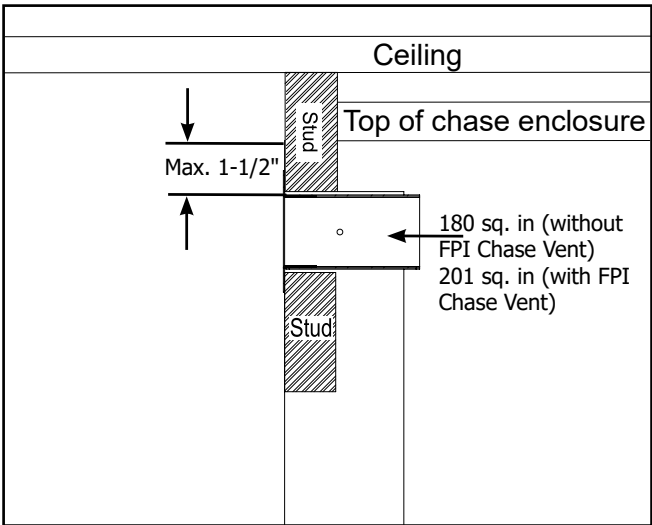 Ceiling
Stud
Top of chase enclosure
Max. 1-1/2"
180 sq. in (without
FPI Chase Vent)
201 sq. in (with FPI
Chase Vent)
Stud